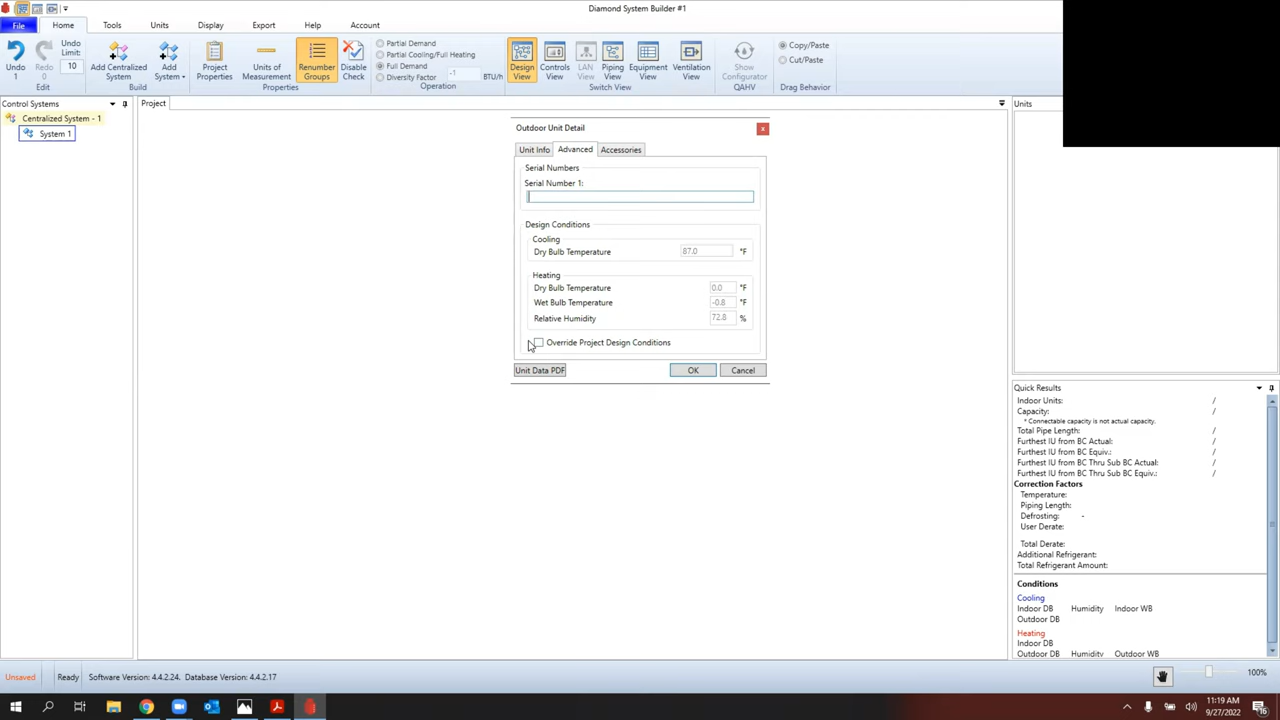 Diamond System Builder #1
File Home Tools Units Display Export Help Account
Undo 1
Redo 0
Undo Limit: 10
Edit
Add Centralized System
Add System
Build
Project Properties
Units of Measurement
Properties
Renumber Groups
Disable Check
Partial Demand
Partial Cooling/Full Heating
Full Demand
Diversity Factor -1 BTU/h
Operation
Design View
Controls View
LAN View
Piping View
Equipment View
Ventilation View
Switch View
Show Configurator
QAHV
Copy/Paste
Cut/Paste
Drag Behavior
Control Systems
Centralized System - 1
System 1
Project
Outdoor Unit Detail
Unit Info Advanced Accessories
Serial Numbers
Serial Number 1:
Design Conditions
Cooling
Dry Bulb Temperature 87.0 °F
Heating
Dry Bulb Temperature 0.0 °F
Wet Bulb Temperature -0.8 °F
Relative Humidity 72.8 %
Override Project Design Conditions
Unit Data PDF OK Cancel
Units
Quick Results
Indoor Units: /
Capacity: /
* Connectable capacity is not actual capacity.
Total Pipe Length: /
Furthest IU from BC Actual: /
Furthest IU from BC Equiv.: /
Furthest IU from BC Thru Sub BC Actual: /
Furthest IU from BC Thru Sub BC Equiv.: /
Correction Factors
Temperature:
Piping Length:
Defrosting: -
User Derate:
Total Derate:
Additional Refrigerant:
Total Refrigerant Amount:
Conditions
Cooling
Indoor DB Humidity Indoor WB
Outdoor DB
Heating
Indoor DB
Outdoor DB Humidity Outdoor WB
Unsaved Ready Software Version: 4.4.2.24. Database Version: 4.4.2.17 100%
11:19 AM
9/27/2022
16